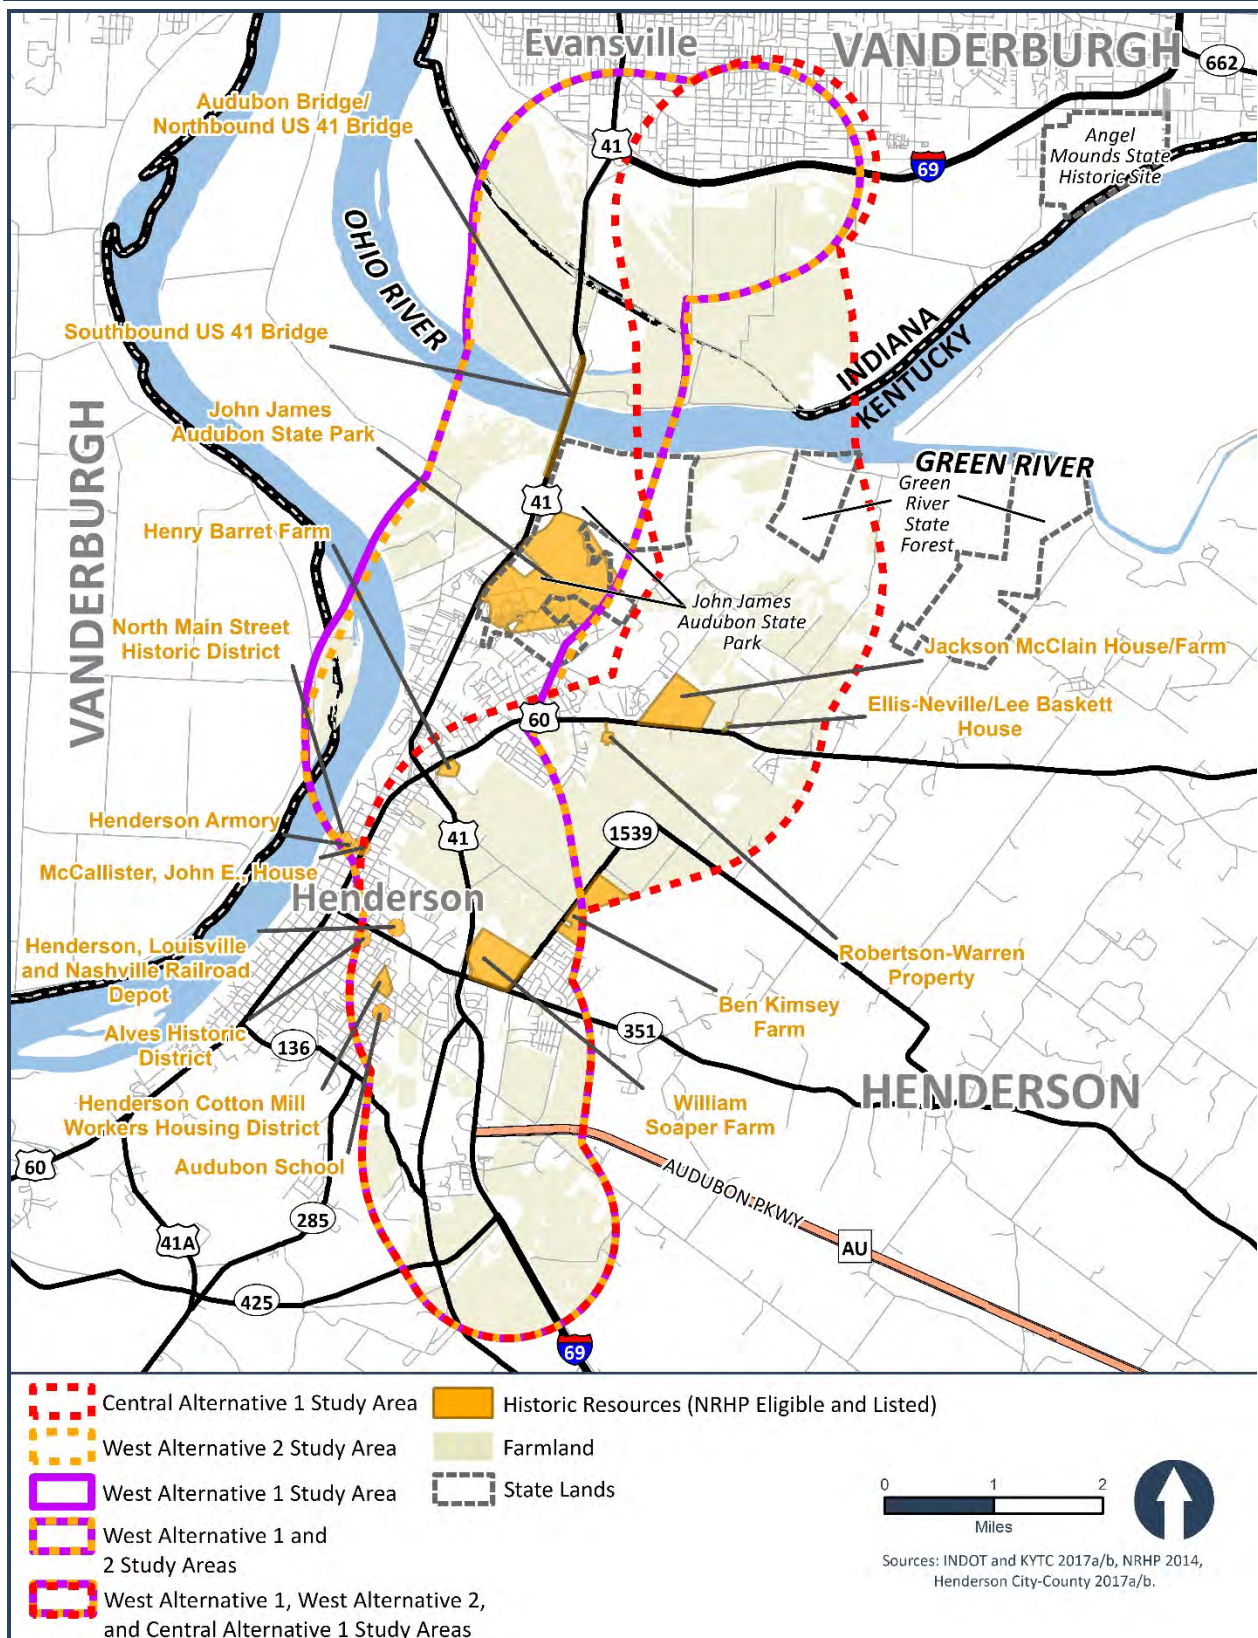 Evansville
VANDERBURGH
662
Audubon Bridge/
Northbound US 41 Bridge
41
69
Angel
Mounds State
Historic Site
OHIO RIVER
Southbound US 41 Bridge
INDIANA
KENTUCKY
John James
Audubon State Park
VANDERBURGH
GREEN RIVER
Green
River
State
Forest
41
Henry Barret Farm
John James
Audubon State
Park
North Main Street
Historic District
Jackson McClain House/Farm
Ellis-Neville/Lee Baskett
House
60
Henderson Armory
41
1539
McCallister, John E., House
Henderson
Henderson, Louisville
and Nashville Railroad
Depot
Robertson-Warren
Property
Ben Kimsey
Farm
Alves Historic
District
136
351
HENDERSON
Henderson Cotton Mill
Workers Housing District
William
Soaper Farm
Audubon School
60
AUDUBON PKWY
285
41A
AU
425
69
Central Alternative 1 Study Area
West Alternative 2 Study Area
West Alternative 1 Study Area
West Alternative 1 and
2 Study Areas
West Alternative 1, West Alternative 2,
and Central Alternative 1 Study Areas
Historic Resources (NRHP Eligible and Listed)
Farmland
State Lands
0 1 2
Miles
Sources: INDOT and KYTC 2017a/b, NRHP 2014,
Henderson City-County 2017a/b.